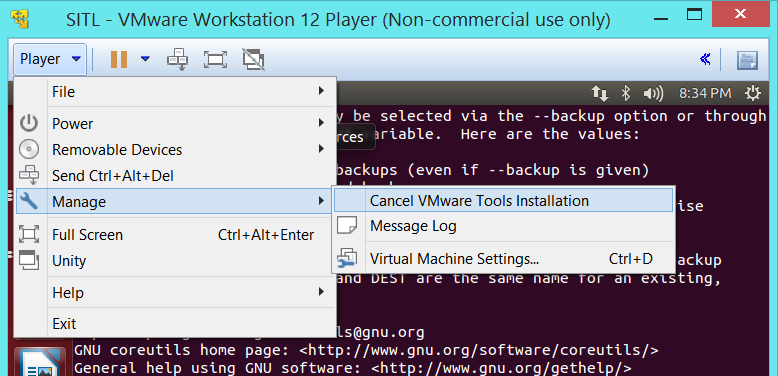 SITL - VMware Workstation 12 Player (Non-commercial use only)
Player
8:34 PM
File
y be selected via the --backup option or through
Power
variable. Here are the values:
rces
Removable Devices
Send Ctrl+Alt+Del
backups (even if --backup is given)
Manage
Cancel VMware Tools Installation
Message Log
Full Screen Ctrl+Alt+Enter
Unity
Virtual Machine Settings... Ctrl+D
ackup
and DEST are the same name for an existing,
Help
Exit
ls@gnu.org
GNU coreutils home page: <http://www.gnu.org/software/coreutils/>
General help using GNU software: <http://www.gnu.org/gethelp/>